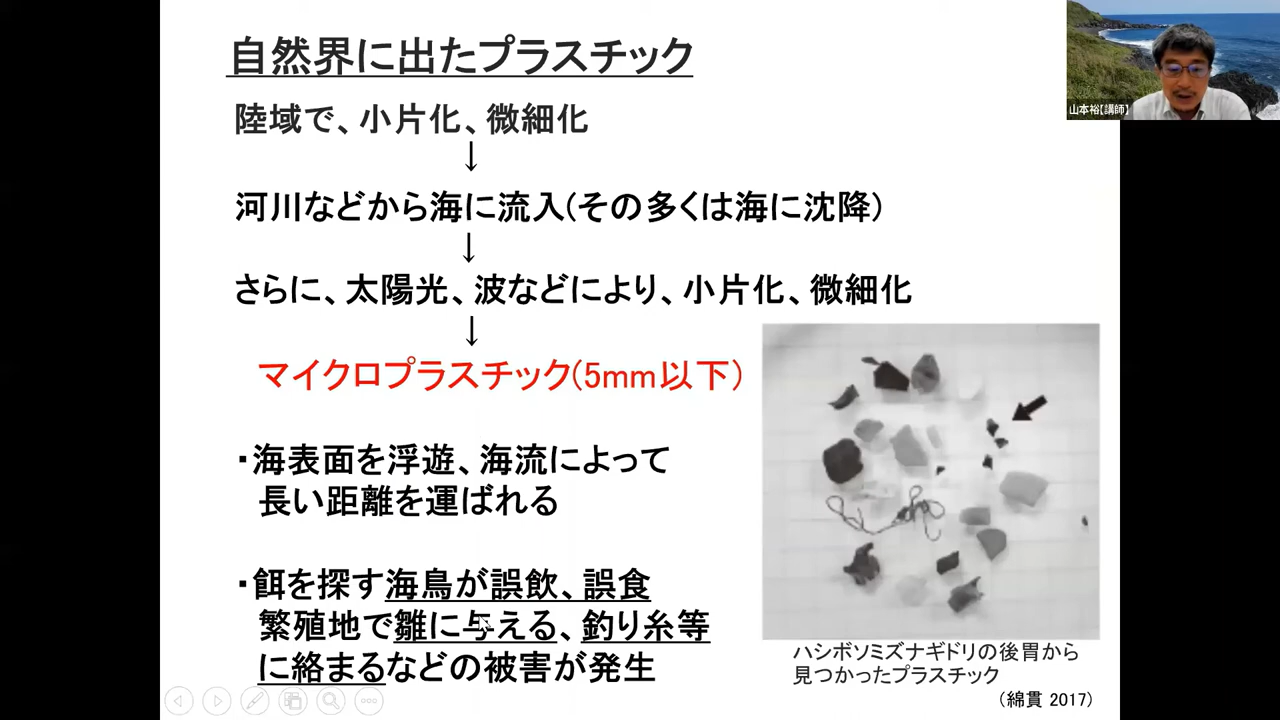 自然界に出たプラスチック
山本裕【講師】
陸域で、小片化、微細化
↓
河川などから海に流入(その多くは海に沈降)
↓
さらに、太陽光、波などにより、小片化、微細化
↓
マイクロプラスチック(5mm以下)
・海表面を浮遊、海流によって
長い距離を運ばれる
・餌を探す海鳥が誤飲、誤食
繁殖地で雛に与える、釣り糸等
に絡まるなどの被害が発生
ハシボソミズナギドリの後胃から
見つかったプラスチック
(綿貫 2017)